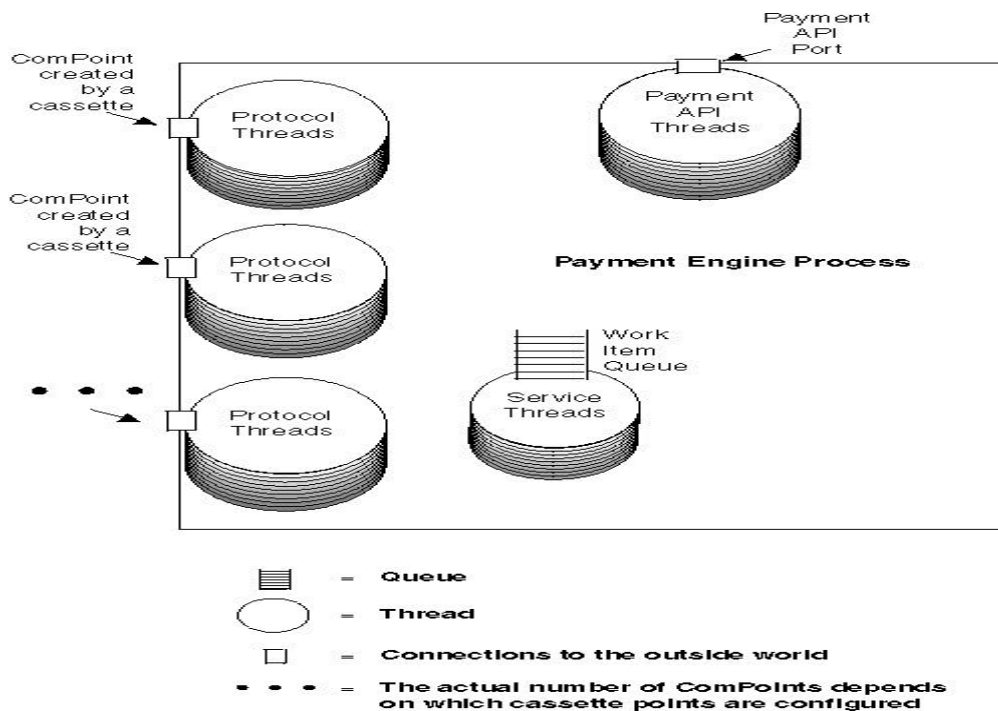 Payment
API
Port
ComPoint
created
by a
cassette
Protocol
Threads
Payment
API
Threads
ComPoint
created
by a
cassette
Protocol
Threads
Payment Engine Process
Work
Item
Queue
Protocol
Threads
Service
Threads
= Queue
= Thread
= Connections to the outside world
• • • = The actual number of ComPoints depends
on which cassette points are configured